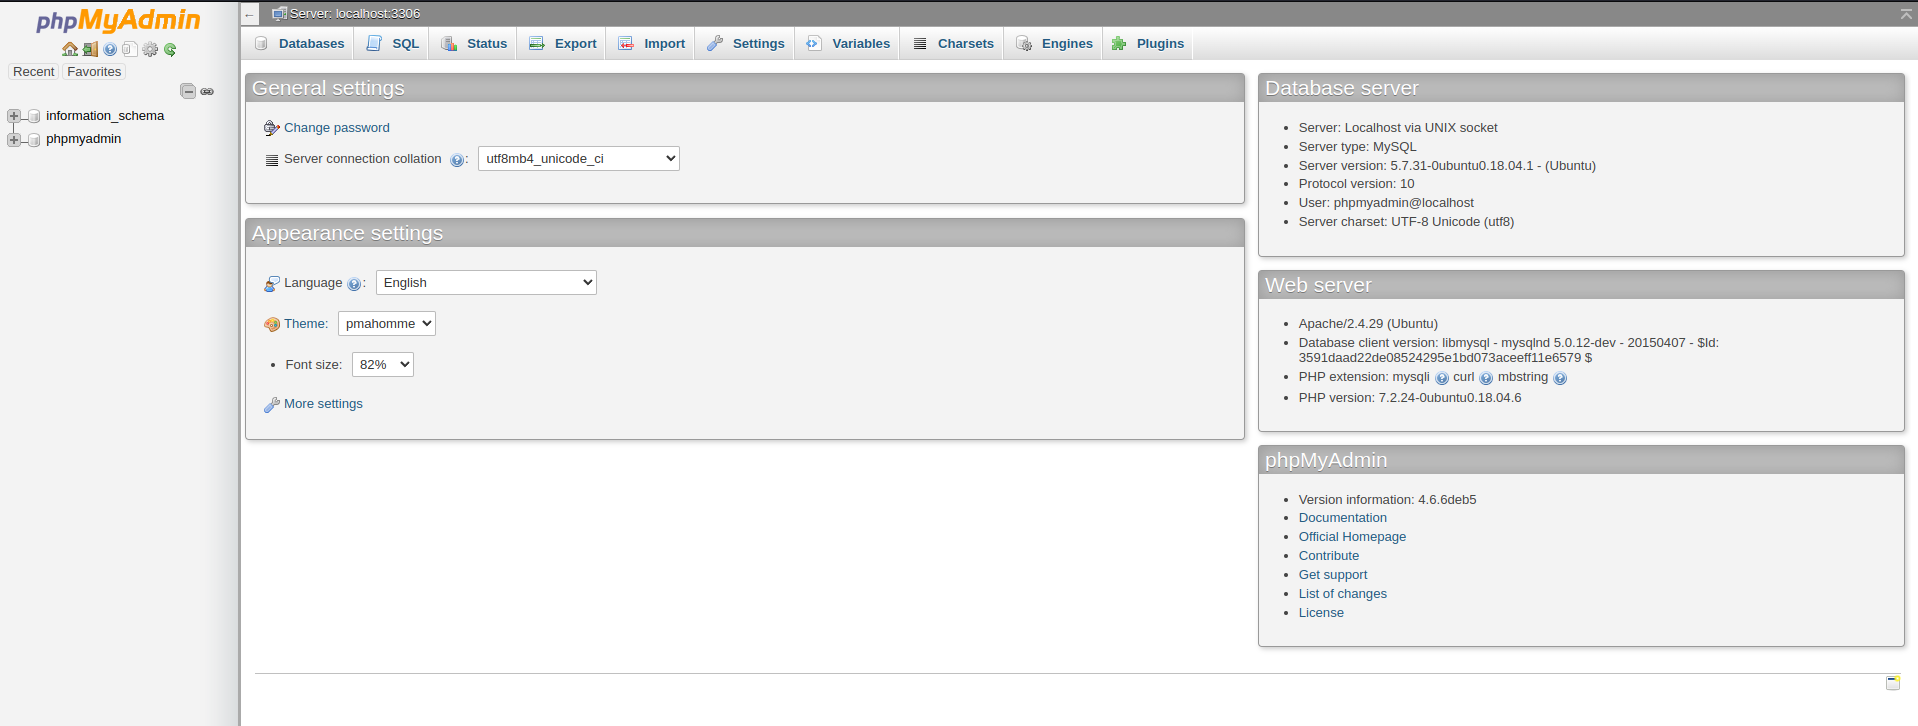 phpMyAdmin
Recent Favorites
information_schema
phpmyadmin
← Server: localhost:3306
Databases SQL Status Export Import Settings Variables Charsets Engines Plugins
General settings
Change password
Server connection collation ? : utf8mb4_unicode_ci
Appearance settings
Language ? : English
Theme: pmahomme
• Font size: 82%
More settings
Database server
• Server: Localhost via UNIX socket
• Server type: MySQL
• Server version: 5.7.31-0ubuntu0.18.04.1 - (Ubuntu)
• Protocol version: 10
• User: phpmyadmin@localhost
• Server charset: UTF-8 Unicode (utf8)
Web server
• Apache/2.4.29 (Ubuntu)
• Database client version: libmysql - mysqlnd 5.0.12-dev - 20150407 - $Id:
3591daad22de08524295e1bd073aceeff11e6579 $
• PHP extension: mysqli ? curl ? mbstring ?
• PHP version: 7.2.24-0ubuntu0.18.04.6
phpMyAdmin
• Version information: 4.6.6deb5
• Documentation
• Official Homepage
• Contribute
• Get support
• List of changes
• License